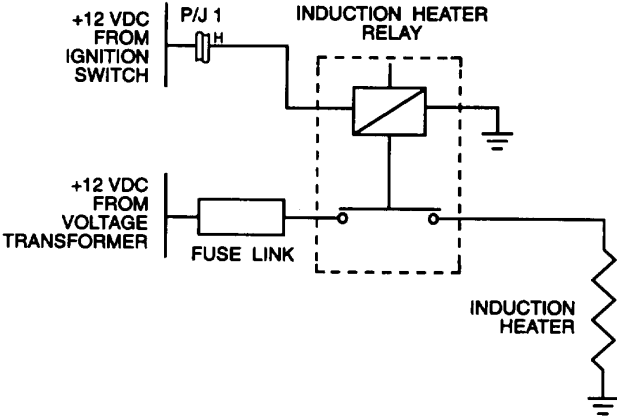 +12 VDC
FROM
IGNITION
SWITCH
P/J 1
H
INDUCTION HEATER
RELAY
+12 VDC
FROM
VOLTAGE
TRANSFORMER
FUSE LINK
INDUCTION
HEATER